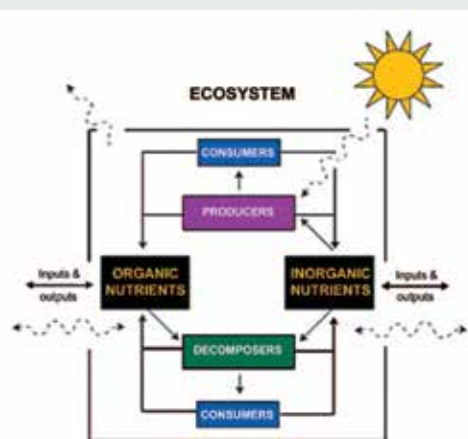 ECOSYSTEM
CONSUMERS
PRODUCERS
Inputs &
outputs
ORGANIC
NUTRIENTS
INORGANIC
NUTRIENTS
Inputs &
outputs
DECOMPOSERS
CONSUMERS